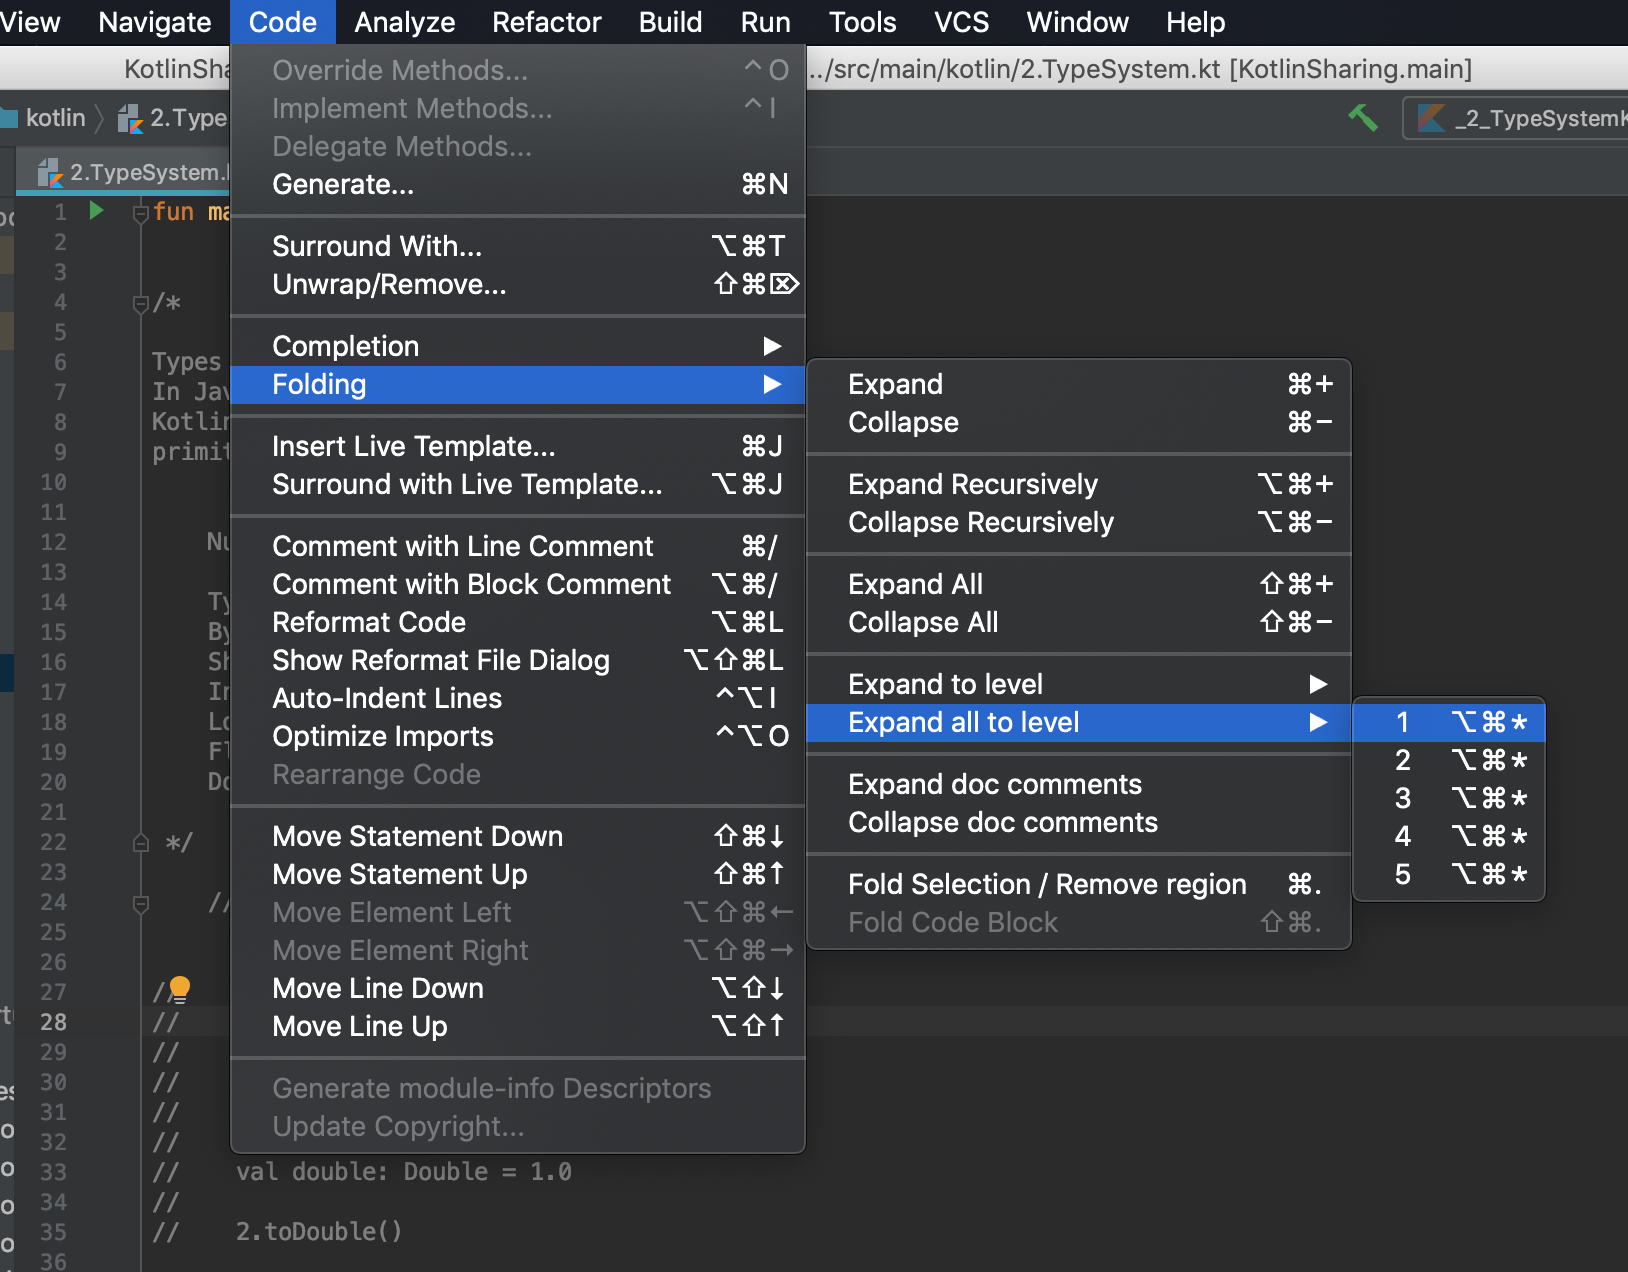 View Navigate Code Analyze Refactor Build Run Tools VCS Window Help
KotlinSha ../src/main/kotlin/2.TypeSystem.kt [KotlinSharing.main]
kotlin 2.Type _2_TypeSystemK
2.TypeSystem.
Override Methods... ^O
Implement Methods... ^I
Delegate Methods...
Generate... ⌘N
Surround With... ⌥⌘T
Unwrap/Remove... ⇧⌘⌦
Completion ▶
Folding ▶
Insert Live Template... ⌘J
Surround with Live Template... ⌥⌘J
Comment with Line Comment ⌘/
Comment with Block Comment ⌥⌘/
Reformat Code ⌥⌘L
Show Reformat File Dialog ⌥⇧⌘L
Auto-Indent Lines ^⌥I
Optimize Imports ^⌥O
Rearrange Code
Move Statement Down ⇧⌘↓
Move Statement Up ⇧⌘↑
Move Element Left ⌥⇧⌘←
Move Element Right ⌥⇧⌘→
Move Line Down ⌥⇧↓
Move Line Up ⌥⇧↑
Generate module-info Descriptors
Update Copyright...
Expand ⌘+
Collapse ⌘−
Expand Recursively ⌥⌘+
Collapse Recursively ⌥⌘−
Expand All ⇧⌘+
Collapse All ⇧⌘−
Expand to level ▶
Expand all to level ▶
Expand doc comments
Collapse doc comments
Fold Selection / Remove region ⌘.
Fold Code Block ⇧⌘.
1 ⌥⌘*
2 ⌥⌘*
3 ⌥⌘*
4 ⌥⌘*
5 ⌥⌘*
1 fun ma
2
3
4 /*
5
6 Types
7 In Jav
8 Kotlin
9 primit
10
11
12 Nu
13
14 Ty
15 By
16 Sh
17 In
18 Lo
19 Fl
20 Do
21
22 */
23
24 //
25
26
27 //
28 //
29 //
30 //
31 //
32 //
33 // val double: Double = 1.0
34 //
35 // 2.toDouble()
36